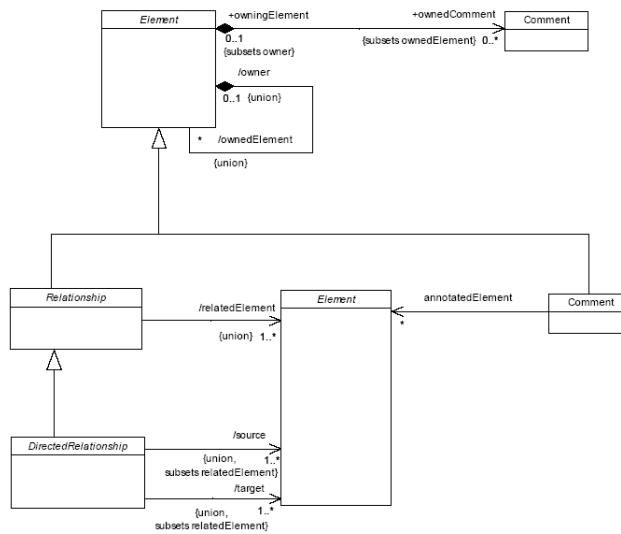 Element
+owningElement
+ownedComment
Comment
0..1
{subsets ownedElement} 0..*
{subsets owner}
/owner
0..1 {union}
* /ownedElement
{union}
Relationship
/relatedElement
Element
annotatedElement
Comment
{union} 1..*
*
DirectedRelationship
/source
{union, 1..*
subsets relatedElement}
/target
{union, 1..*
subsets relatedElement}